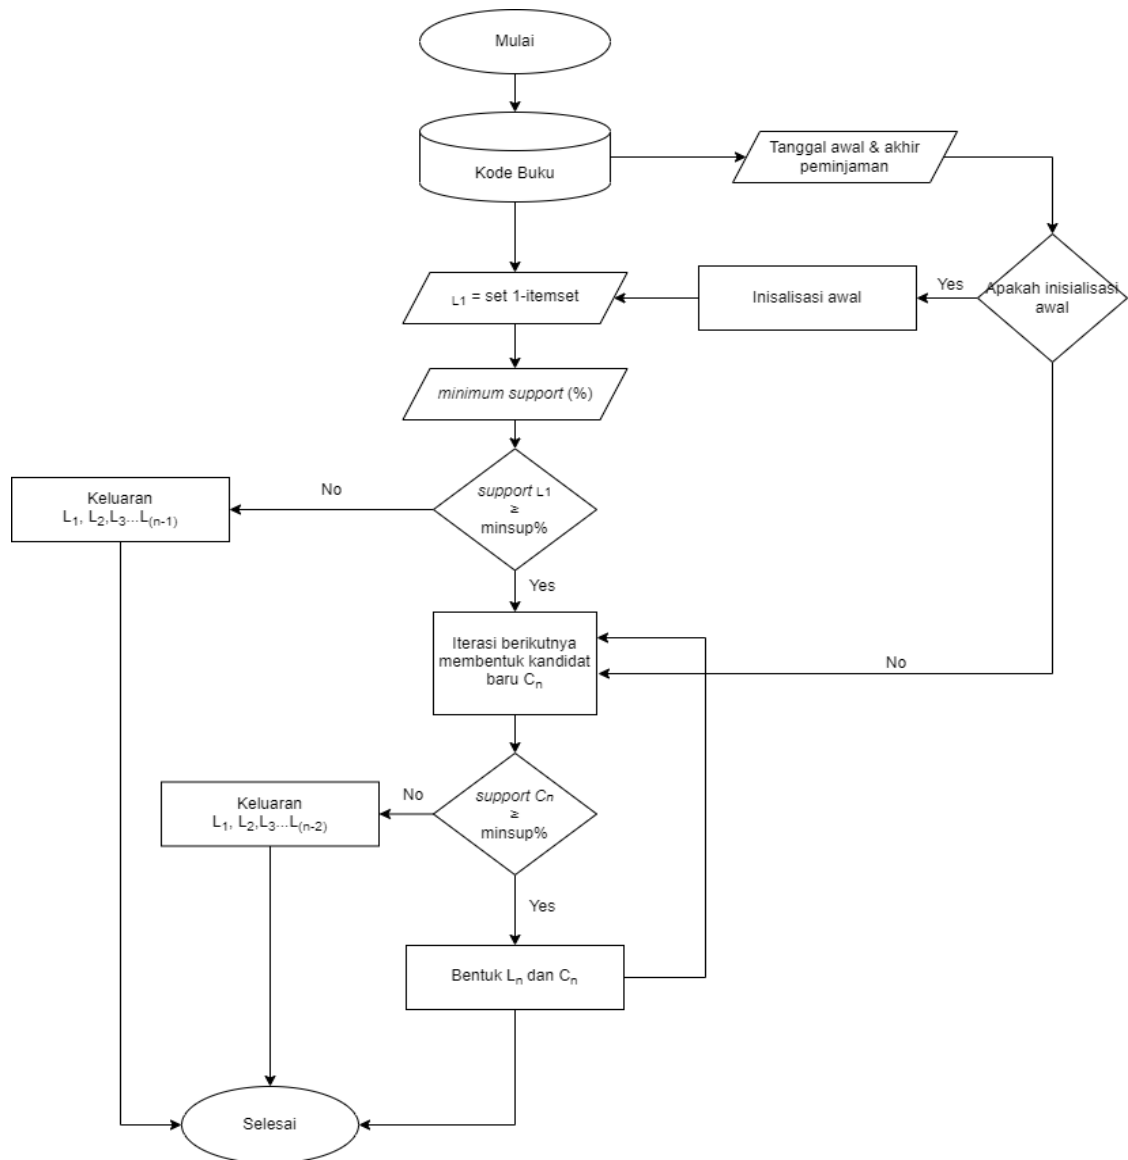 Mulai
Kode Buku
Tanggal awal & akhir
peminjaman
L1 = set 1-itemset
Inisalisasi awal
Yes
Apakah inisialisasi
awal
minimum support (%)
support L1
≥
minsup%
No
Keluaran
L1, L2,L3...L(n-1)
Yes
Iterasi berikutnya
membentuk kandidat
baru Cn
No
support Cn
≥
minsup%
No
Keluaran
L1, L2,L3...L(n-2)
Yes
Bentuk Ln dan Cn
Selesai